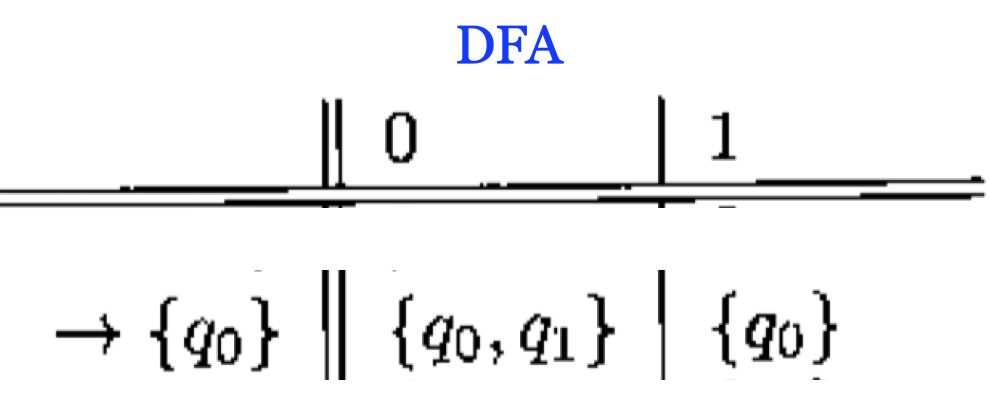 DFA
0 1
→ {q₀} {q₀, q₁} {q₀}